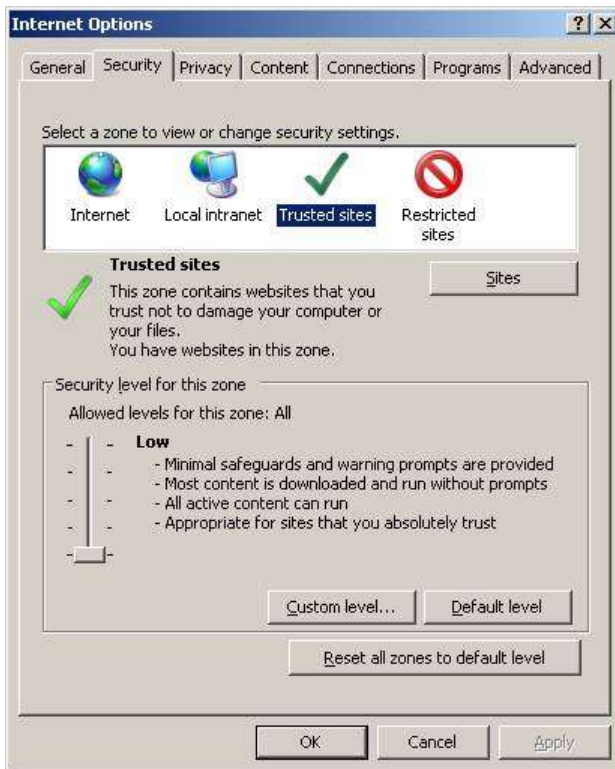 Internet Options
? X
General Security Privacy Content Connections Programs Advanced
Select a zone to view or change security settings.
Internet Local intranet Trusted sites Restricted
sites
Trusted sites
Sites
This zone contains websites that you
trust not to damage your computer or
your files.
You have websites in this zone.
Security level for this zone
Allowed levels for this zone: All
Low
- Minimal safeguards and warning prompts are provided
- Most content is downloaded and run without prompts
- All active content can run
- Appropriate for sites that you absolutely trust
Custom level... Default level
Reset all zones to default level
OK Cancel Apply